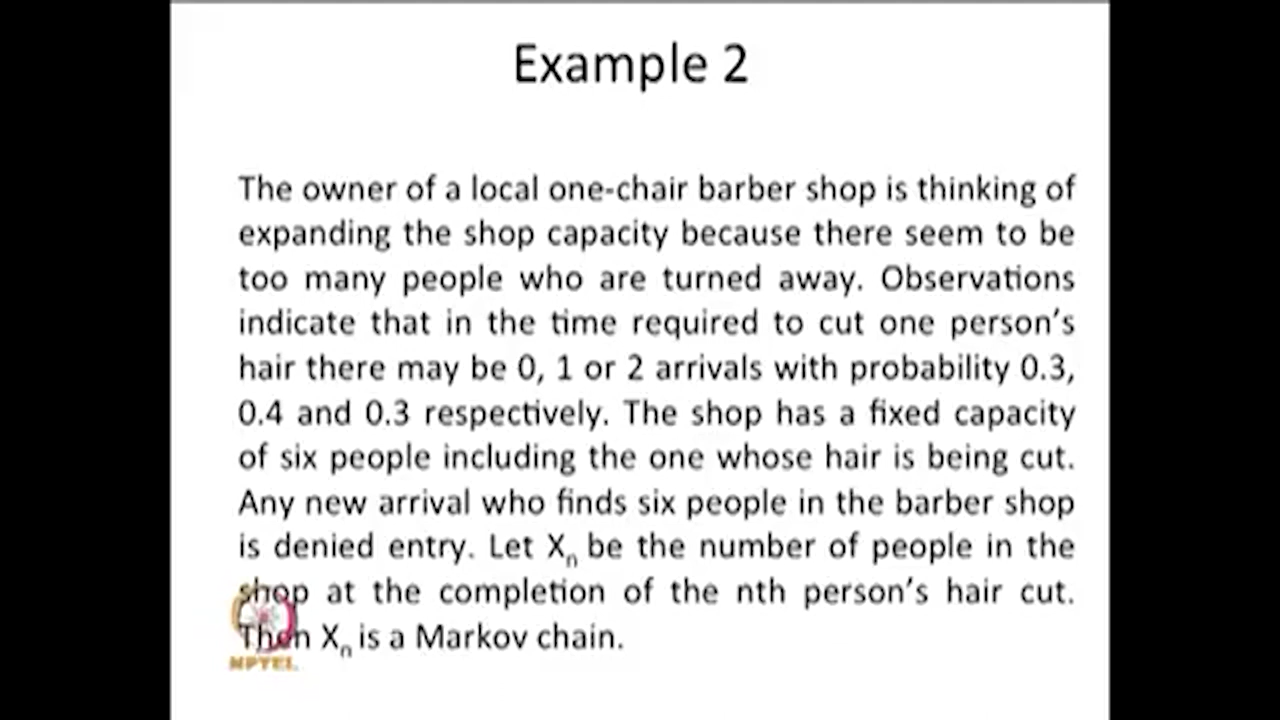 Example 2
The owner of a local one-chair barber shop is thinking of
expanding the shop capacity because there seem to be
too many people who are turned away. Observations
indicate that in the time required to cut one person's
hair there may be 0, 1 or 2 arrivals with probability 0.3,
0.4 and 0.3 respectively. The shop has a fixed capacity
of six people including the one whose hair is being cut.
Any new arrival who finds six people in the barber shop
is denied entry. Let Xn be the number of people in the
shop at the completion of the nth person's hair cut.
Then Xn is a Markov chain.
NPTEL